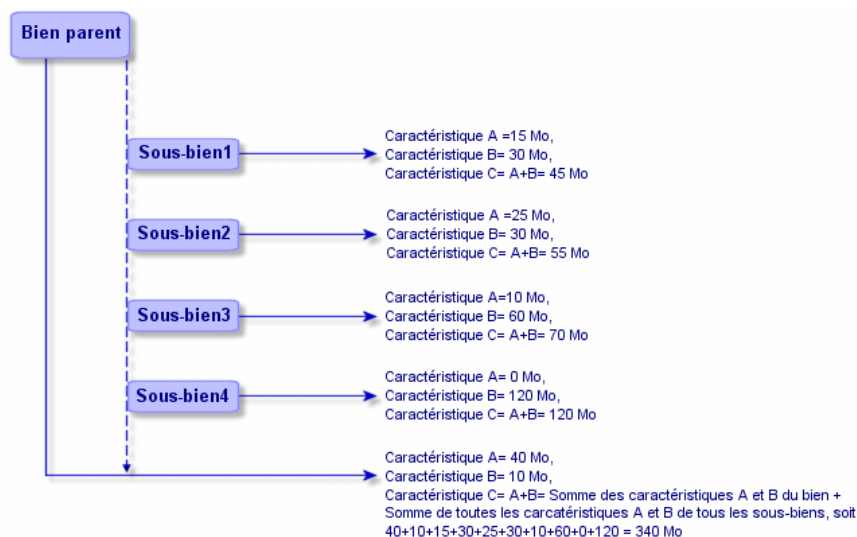 Bien parent
Sous-bien1
Caractéristique A =15 Mo,
Caractéristique B= 30 Mo,
Caractéristique C= A+B= 45 Mo
Sous-bien2
Caractéristique A =25 Mo,
Caractéristique B= 30 Mo,
Caractéristique C= A+B= 55 Mo
Sous-bien3
Caractéristique A=10 Mo,
Caractéristique B= 60 Mo,
Caractéristique C= A+B= 70 Mo
Sous-bien4
Caractéristique A= 0 Mo,
Caractéristique B= 120 Mo,
Caractéristique C= A+B= 120 Mo
Caractéristique A= 40 Mo,
Caractéristique B= 10 Mo,
Caractéristique C= A+B= Somme des caractéristiques A et B du bien +
Somme de toutes les carcatéristiques A et B de tous les sous-biens, soit
40+10+15+30+25+30+10+60+0+120 = 340 Mo